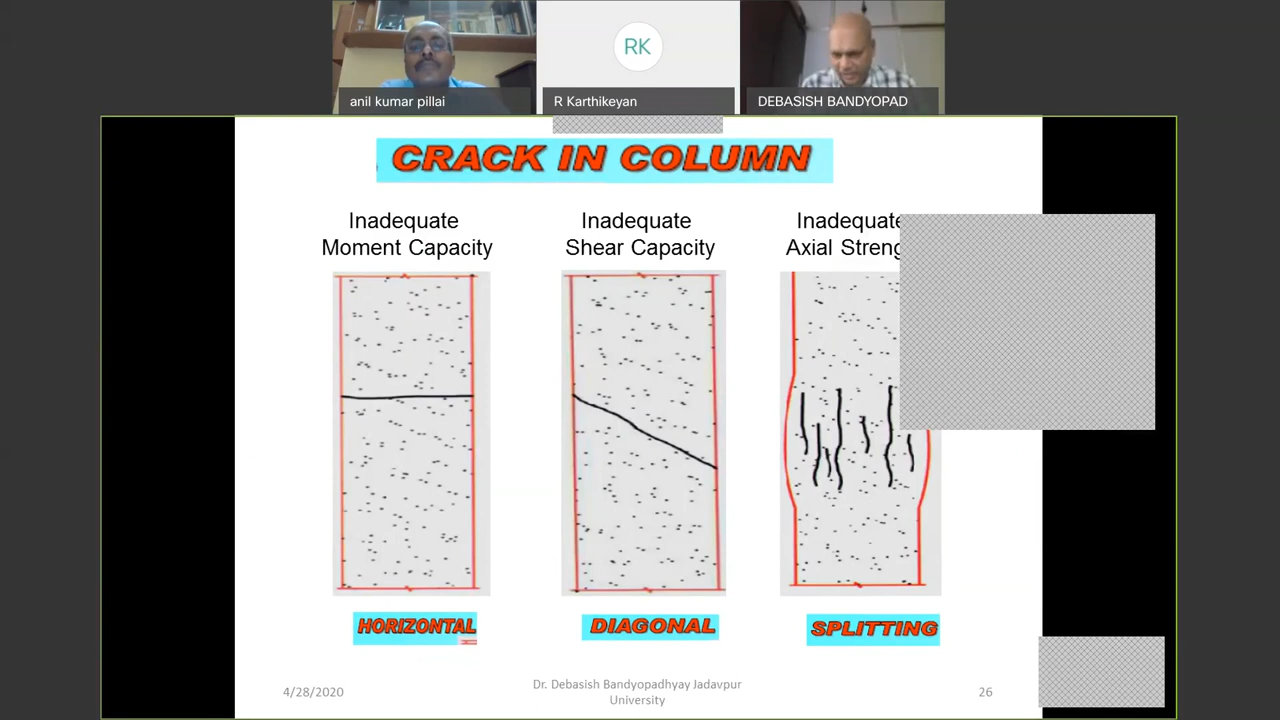 RK
anil kumar pillai
R Karthikeyan
DEBASISH BANDYOPAD
CRACK IN COLUMN
Inadequate
Moment Capacity
Inadequate
Shear Capacity
Inadequate
Axial
HORIZONTAL
DIAGONAL
SPLITTING
4/28/2020
Dr. Debasish Bandyopadhyay Jadavpur
University
26